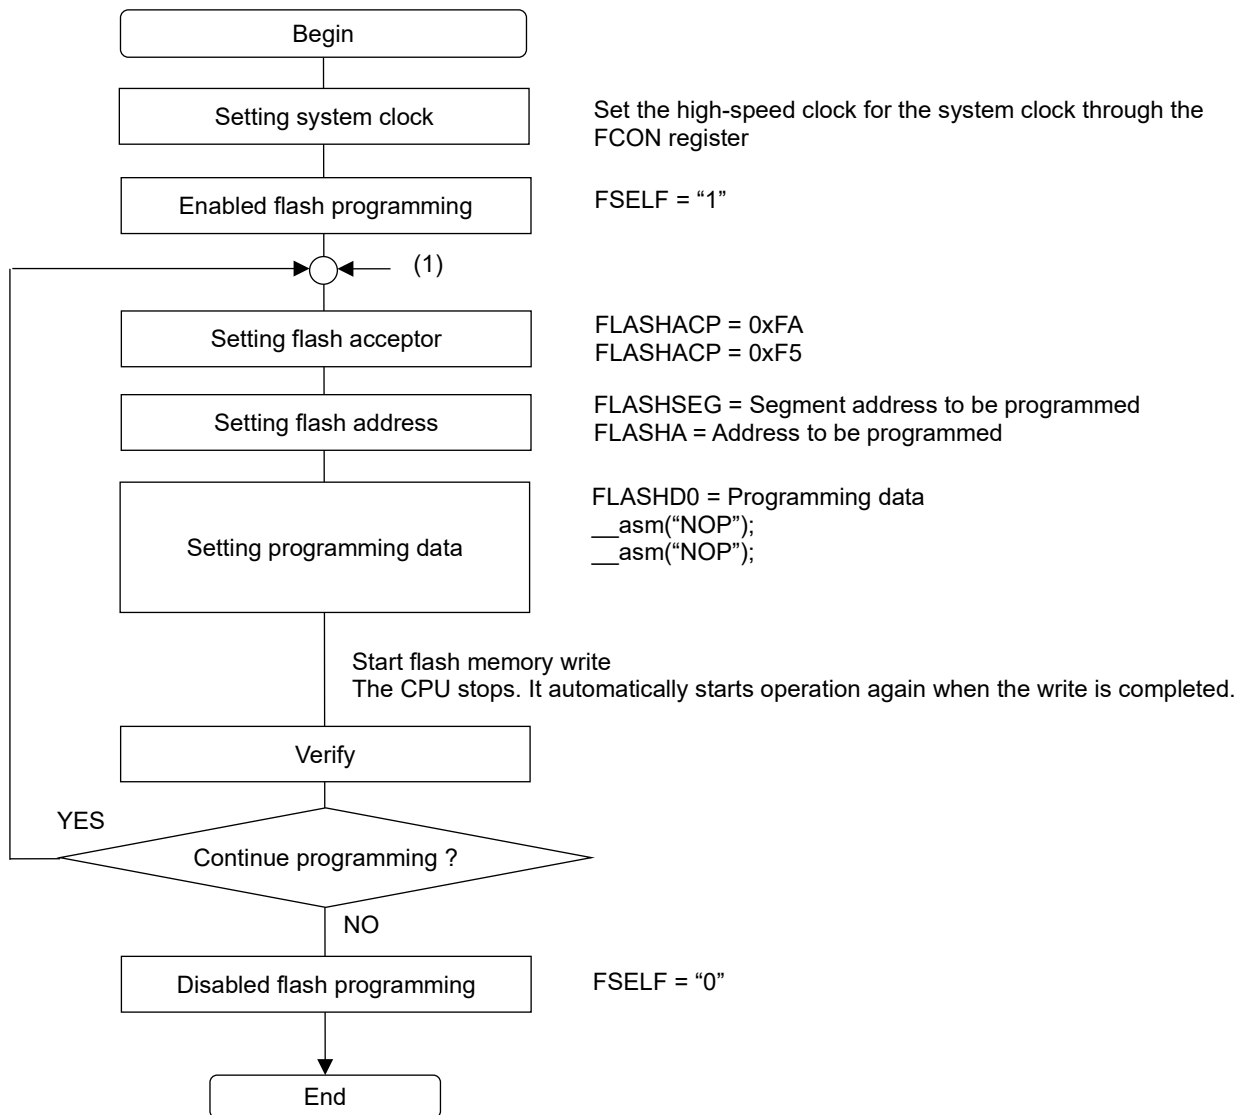 Begin
Setting system clock
Set the high-speed clock for the system clock through the
FCON register
Enabled flash programming
FSELF = “1”
(1)
Setting flash acceptor
FLASHACP = 0xFA
FLASHACP = 0xF5
Setting flash address
FLASHSEG = Segment address to be programmed
FLASHA = Address to be programmed
Setting programming data
FLASHD0 = Programming data
__asm(“NOP”);
__asm(“NOP”);
Start flash memory write
The CPU stops. It automatically starts operation again when the write is completed.
Verify
YES
Continue programming ?
NO
Disabled flash programming
FSELF = “0”
End